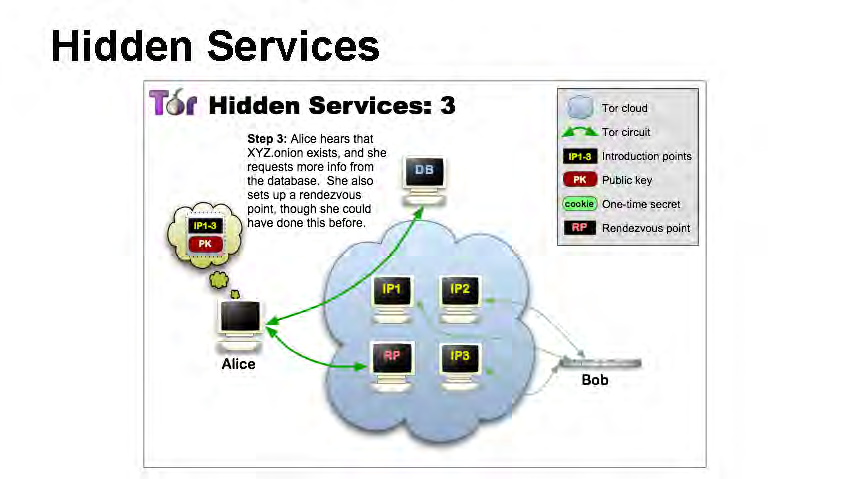 Hidden Services
Tor Hidden Services: 3
Step 3: Alice hears that
XYZ.onion exists, and she
requests more info from
the database. She also
sets up a rendezvous
point, though she could
have done this before.
Tor cloud
Tor circuit
IP1-3 Introduction points
PK Public key
cookie One-time secret
RP Rendezvous point
DB
IP1-3
PK
IP1
IP2
RP
IP3
Alice
Bob